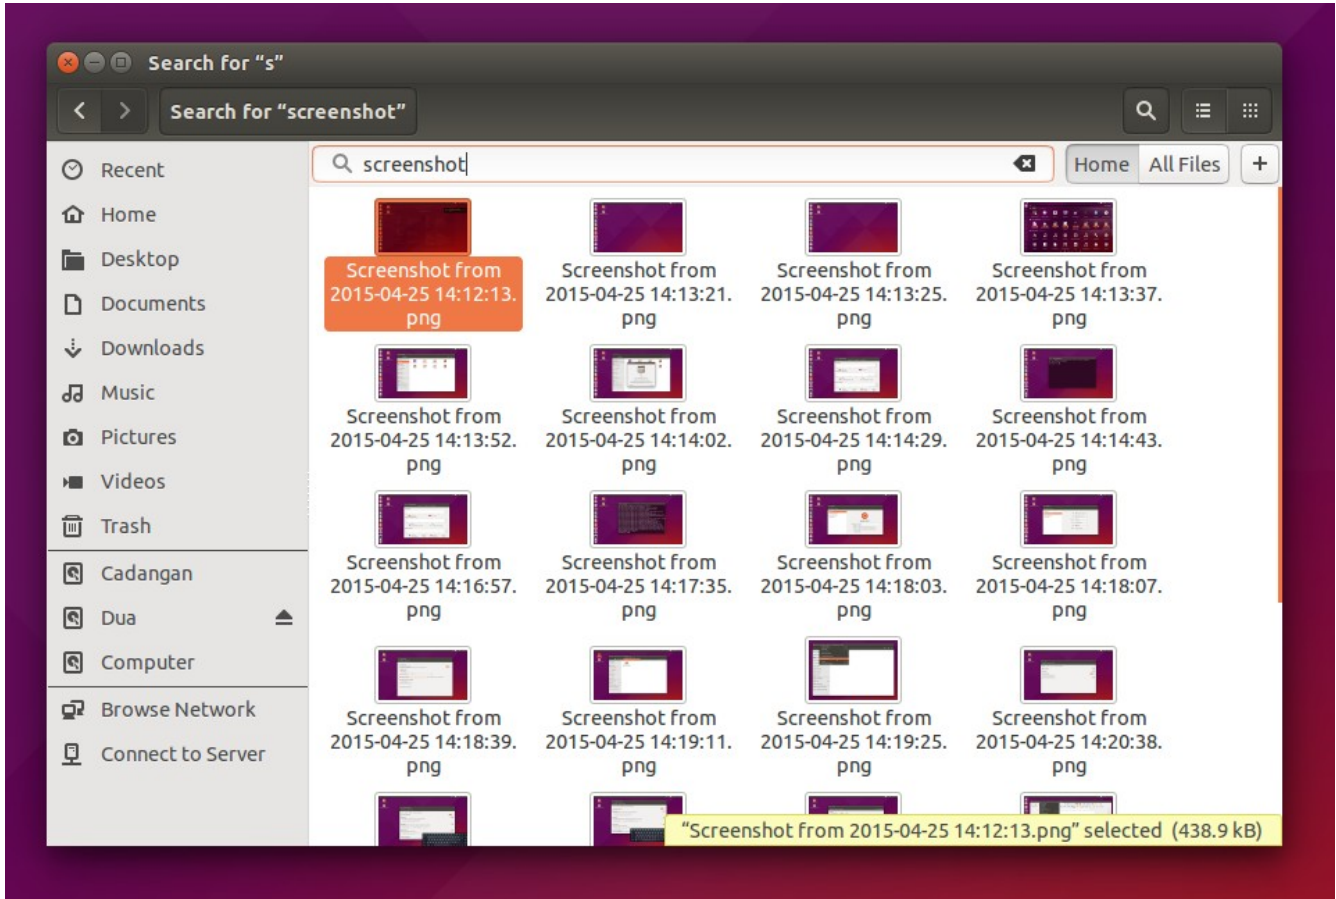 Search for “s”
Search for “screenshot”
screenshot
Home
All Files
+
Recent
Home
Desktop
Documents
Downloads
Music
Pictures
Videos
Trash
Cadangan
Dua
Computer
Browse Network
Connect to Server
Screenshot from
2015-04-25 14:12:13.
png
Screenshot from
2015-04-25 14:13:21.
png
Screenshot from
2015-04-25 14:13:25.
png
Screenshot from
2015-04-25 14:13:37.
png
Screenshot from
2015-04-25 14:13:52.
png
Screenshot from
2015-04-25 14:14:02.
png
Screenshot from
2015-04-25 14:14:29.
png
Screenshot from
2015-04-25 14:14:43.
png
Screenshot from
2015-04-25 14:16:57.
png
Screenshot from
2015-04-25 14:17:35.
png
Screenshot from
2015-04-25 14:18:03.
png
Screenshot from
2015-04-25 14:18:07.
png
Screenshot from
2015-04-25 14:18:39.
png
Screenshot from
2015-04-25 14:19:11.
png
Screenshot from
2015-04-25 14:19:25.
png
Screenshot from
2015-04-25 14:20:38.
png
“Screenshot from 2015-04-25 14:12:13.png” selected (438.9 kB)